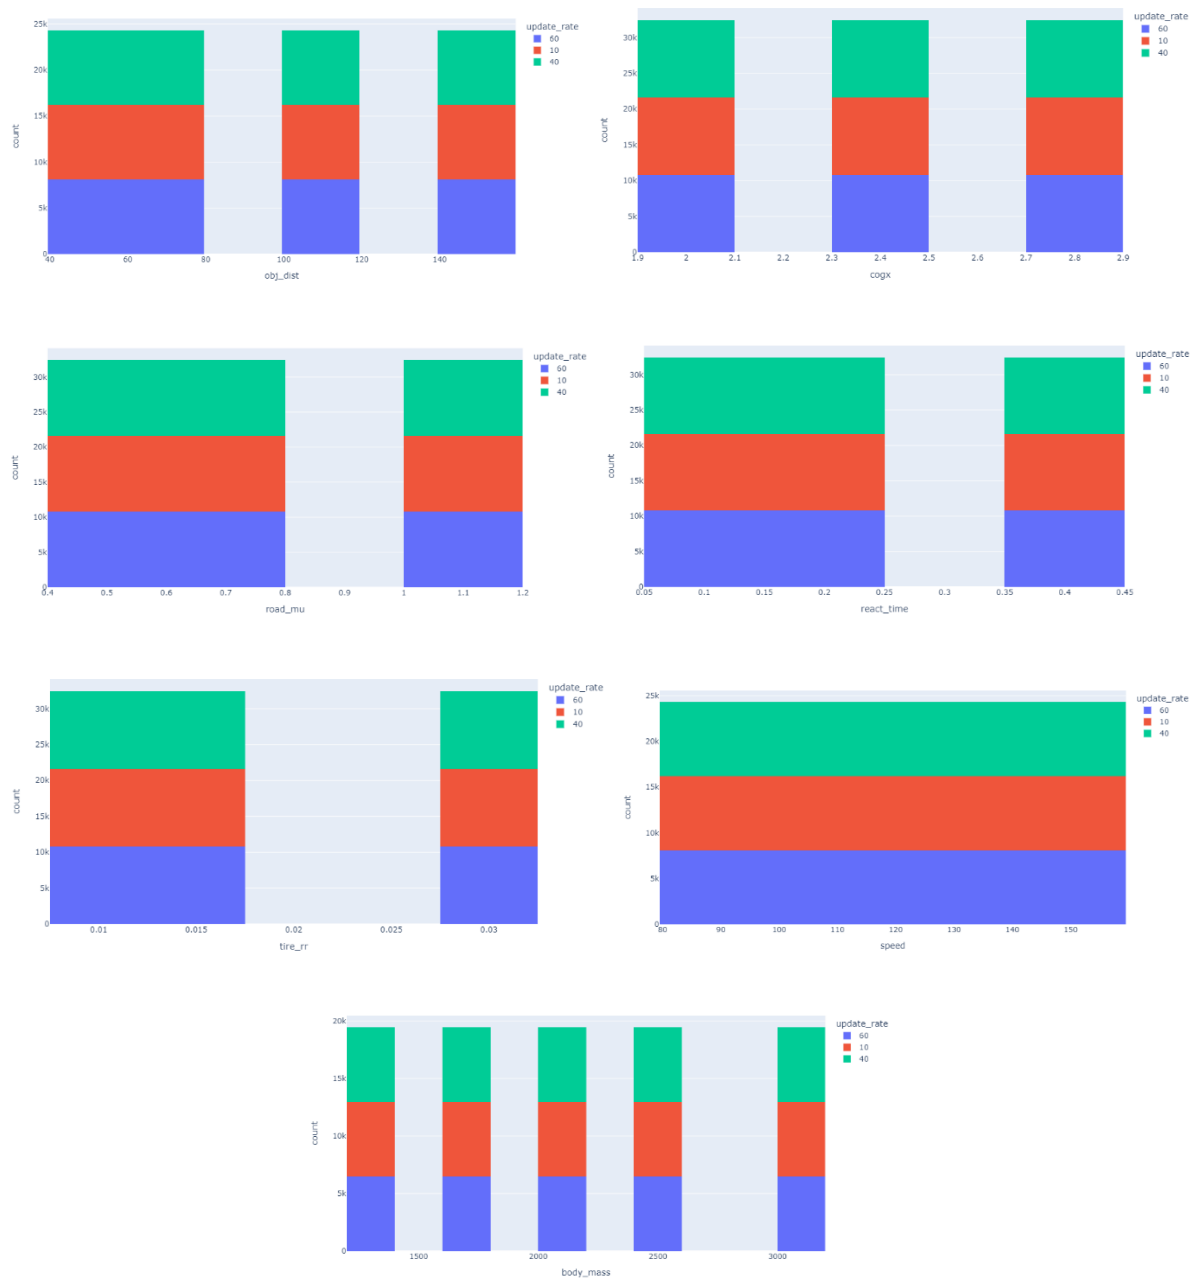 25k
20k
15k
10k
5k
0
count
40 60 80 100 120 140
obj_dist
update_rate
60
10
40
30k
25k
20k
15k
10k
5k
0
count
1.9 2 2.1 2.2 2.3 2.4 2.5 2.6 2.7 2.8 2.9
cogx
update_rate
60
10
40
30k
25k
20k
15k
10k
5k
0
count
0.4 0.5 0.6 0.7 0.8 0.9 1 1.1 1.2
road_mu
update_rate
60
10
40
30k
25k
20k
15k
10k
5k
0
count
0.05 0.1 0.15 0.2 0.25 0.3 0.35 0.4 0.45
react_time
update_rate
60
10
40
30k
25k
20k
15k
10k
5k
0
count
0.01 0.015 0.02 0.025 0.03
tire_rr
update_rate
60
10
40
25k
20k
15k
10k
5k
0
count
80 90 100 110 120 130 140 150
speed
update_rate
60
10
40
20k
15k
10k
5k
0
count
1500 2000 2500 3000
body_mass
update_rate
60
10
40